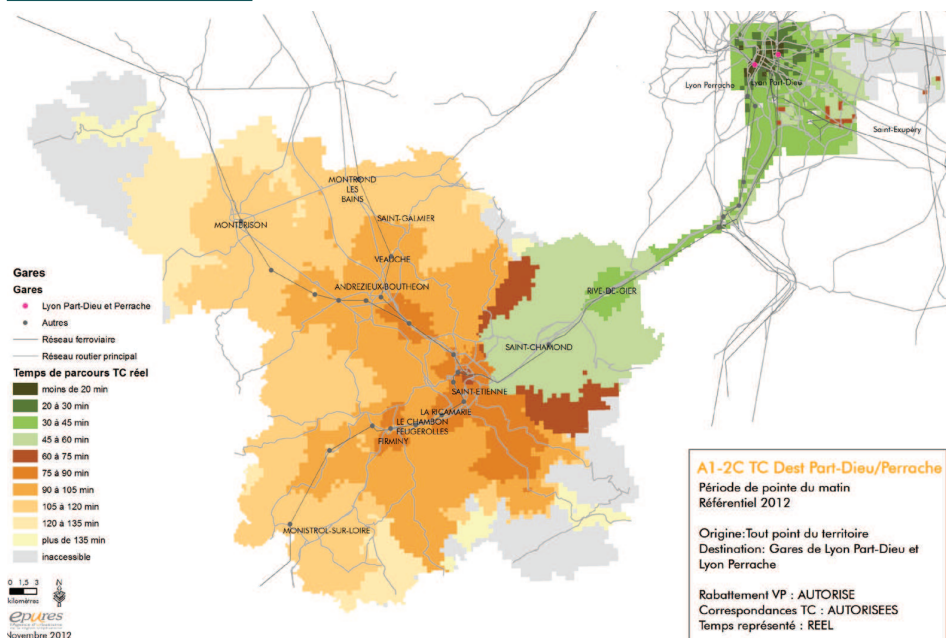 Lyon Perrache
Lyon Part-Dieu
Saint-Exupéry
MONTROND
LES
BAINS
MONTBRISON
SAINT-GALMIER
VEAUCHE
ANDREZIEUX-BOUTHEON
RIVE-DE-GIER
SAINT-CHAMOND
SAINT-ETIENNE
LA RICAMARIE
LE CHAMBON
FEUGEROLLES
FIRMINY
MONISTROL-SUR-LOIRE
Gares
Gares
Lyon Part-Dieu et Perrache
Autres
Réseau ferroviaire
Réseau routier principal
Temps de parcours TC réel
moins de 20 min
20 à 30 min
30 à 45 min
45 à 60 min
60 à 75 min
75 à 90 min
90 à 105 min
105 à 120 min
120 à 135 min
plus de 135 min
inaccessible
0 1,5 3
kilomètres
N
epures
Novembre 2012
A1-2C TC Dest Part-Dieu/Perrache
Période de pointe du matin
Référentiel 2012
Origine:Tout point du territoire
Destination: Gares de Lyon Part-Dieu et
Lyon Perrache
Rabattement VP : AUTORISE
Correspondances TC : AUTORISEES
Temps représenté : REEL